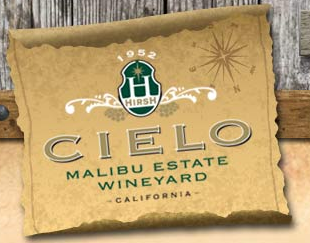 1952
H
HIRSH
CIELO
MALIBU ESTATE
WINEYARD
-CALIFORNIA-